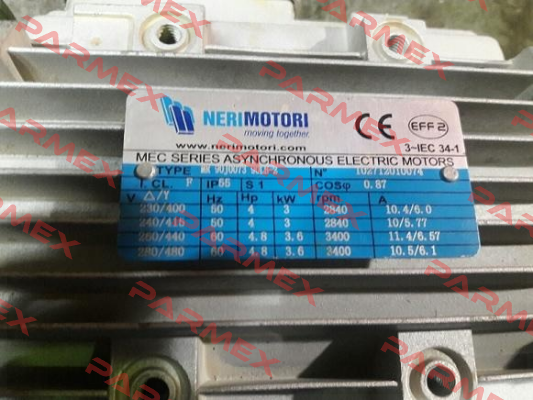 NERIMOTORI
moving together.
CE EFF2
www.nerimotori.com 3~IEC 34-1
MEC SERIES ASYNCHRONOUS ELECTRIC MOTORS
TYPE N° 102712010074
T. CL. F IP55 S1 COSφ 0.87
V Δ/Y Hz Hp kW rpm A
230/400 50 4 3 2840 10.4/6.0
240/415 50 4 3 2840 10/5.77
260/440 60 4.8 3.6 3400 11.4/6.57
280/480 60 4.8 3.6 3400 10.5/6.1
PARMEX